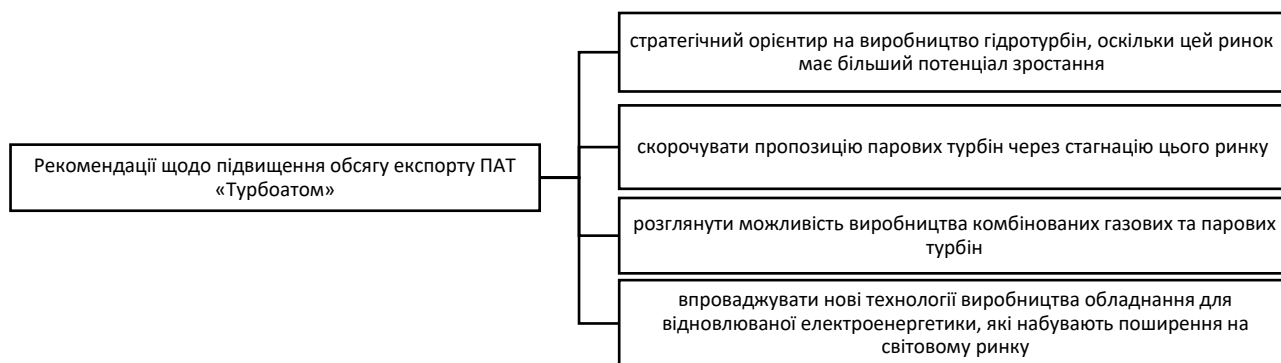 Рекомендації щодо підвищення обсягу експорту ПАТ
«Турбоатом»
стратегічний орієнтир на виробництво гідротурбін, оскільки цей ринок
має більший потенціал зростання
скорочувати пропозицію парових турбін через стагнацію цього ринку
розглянути можливість виробництва комбінованих газових та парових
турбін
впроваджувати нові технології виробництва обладнання для
відновлюваної електроенергетики, які набувають поширення на
світовому ринку